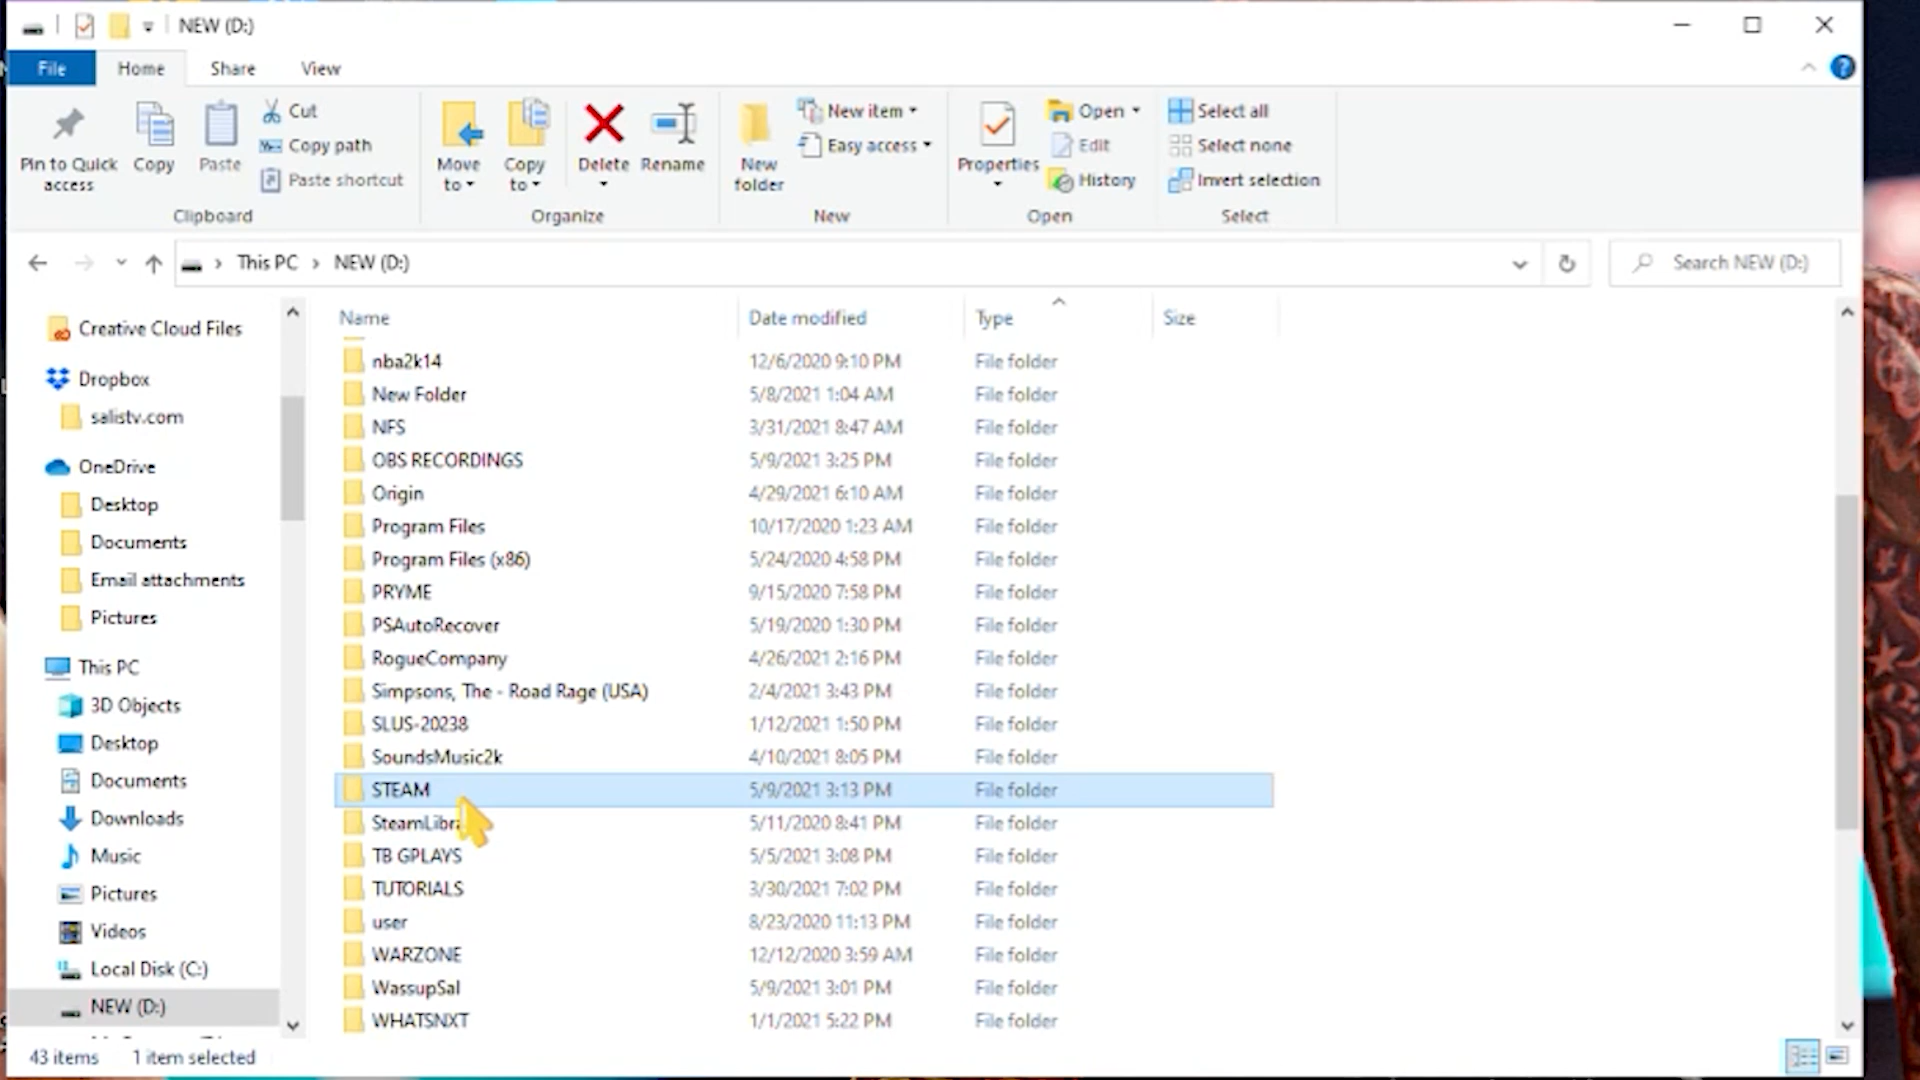 NEW (D:)
File Home Share View
Pin to Quick access
Copy
Paste
Cut
Copy path
Paste shortcut
Clipboard
Move to
Copy to
Delete
Rename
Organize
New folder
New item
Easy access
New
Properties
Open
Edit
History
Open
Select all
Select none
Invert selection
Select
This PC > NEW (D:)
Search NEW (D:)
Creative Cloud Files
Dropbox
salistv.com
OneDrive
Desktop
Documents
Email attachments
Pictures
This PC
3D Objects
Desktop
Documents
Downloads
Music
Pictures
Videos
Local Disk (C:)
NEW (D:)
Name Date modified Type Size
nba2k14 12/6/2020 9:10 PM File folder
New Folder 5/8/2021 1:04 AM File folder
NFS 3/31/2021 8:47 AM File folder
OBS RECORDINGS 5/9/2021 3:25 PM File folder
Origin 4/29/2021 6:10 AM File folder
Program Files 10/17/2020 1:23 AM File folder
Program Files (x86) 5/24/2020 4:58 PM File folder
PRYME 9/15/2020 7:58 PM File folder
PSAutoRecover 5/19/2020 1:30 PM File folder
RogueCompany 4/26/2021 2:16 PM File folder
Simpsons, The - Road Rage (USA) 2/4/2021 3:43 PM File folder
SLUS-20238 1/12/2021 1:50 PM File folder
SoundsMusic2k 4/10/2021 8:05 PM File folder
STEAM 5/9/2021 3:13 PM File folder
SteamLibra 5/11/2020 8:41 PM File folder
TB GPLAYS 5/5/2021 3:08 PM File folder
TUTORIALS 3/30/2021 7:02 PM File folder
user 8/23/2020 11:13 PM File folder
WARZONE 12/12/2020 3:59 AM File folder
WassupSal 5/9/2021 3:01 PM File folder
WHATSNXT 1/1/2021 5:22 PM File folder
43 items 1 item selected